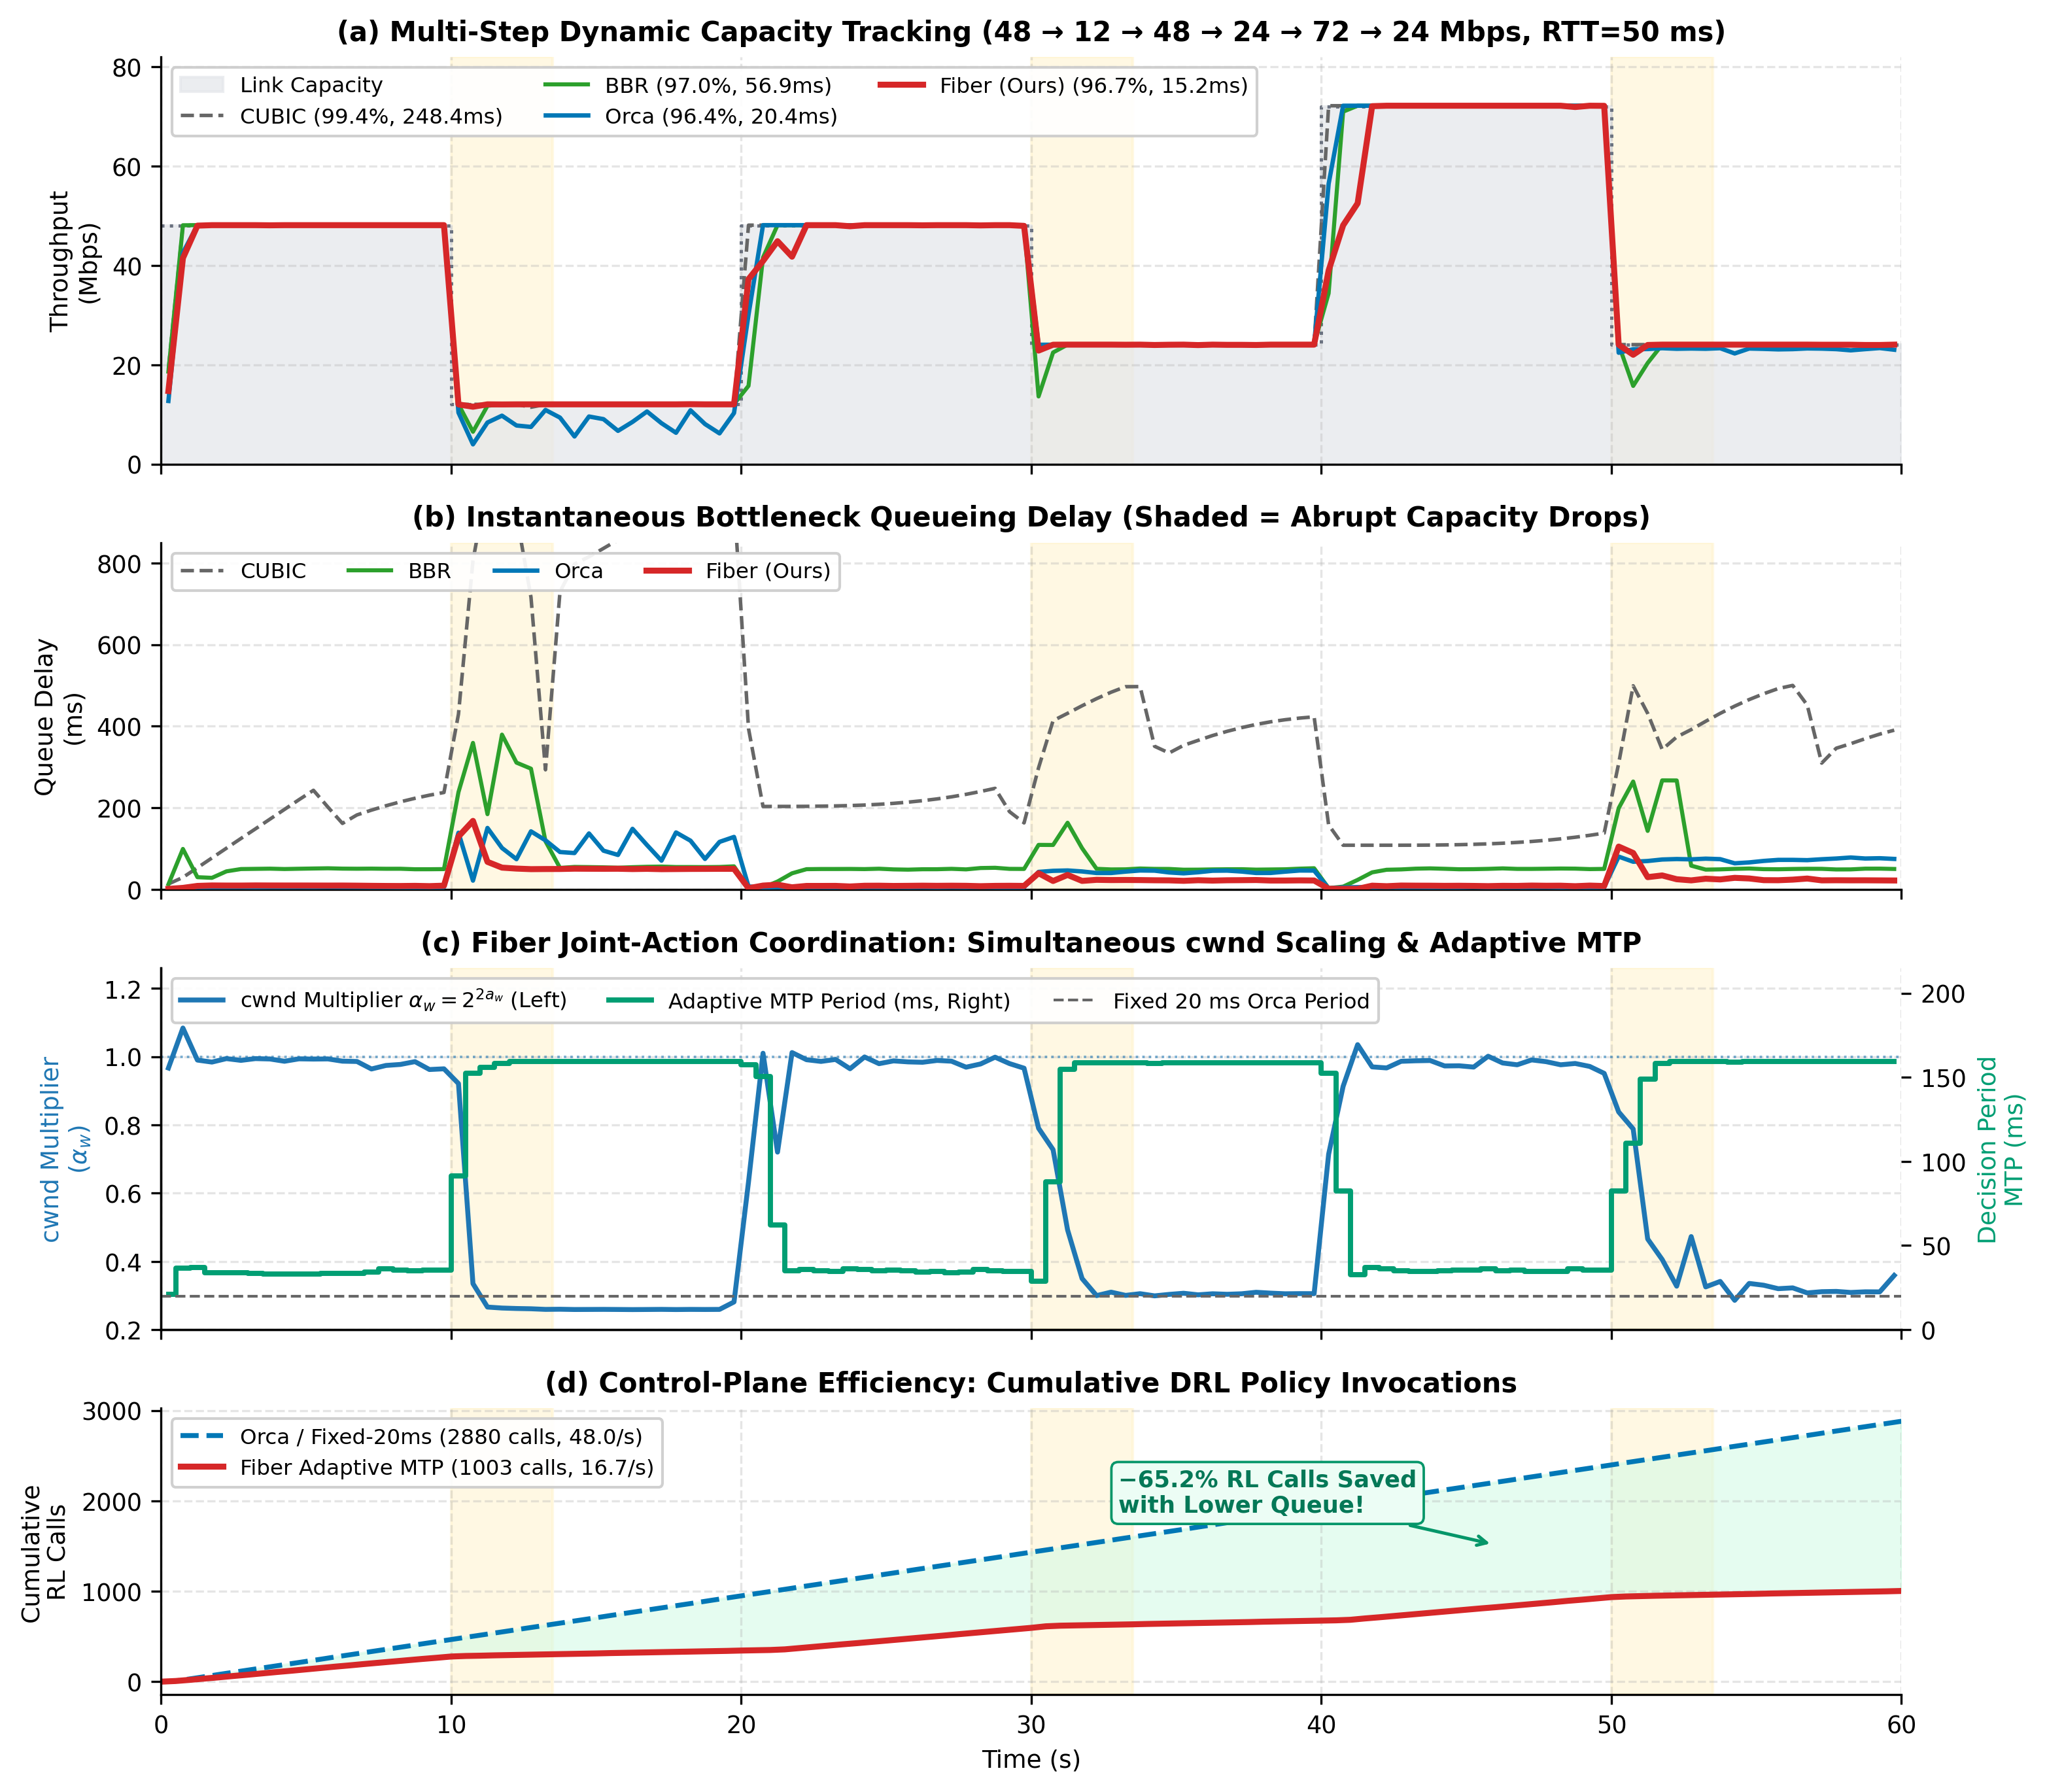 (a) Multi-Step Dynamic Capacity Tracking (48 → 12 → 48 → 24 → 72 → 24 Mbps, RTT=50 ms)
Throughput
(Mbps)
80
60
40
20
0
Link Capacity
CUBIC (99.4%, 248.4ms)
BBR (97.0%, 56.9ms)
Orca (96.4%, 20.4ms)
Fiber (Ours) (96.7%, 15.2ms)
(b) Instantaneous Bottleneck Queueing Delay (Shaded = Abrupt Capacity Drops)
Queue Delay
(ms)
800
600
400
200
0
CUBIC
BBR
Orca
Fiber (Ours)
(c) Fiber Joint-Action Coordination: Simultaneous cwnd Scaling & Adaptive MTP
cwnd Multiplier
(α_w)
1.2
1.0
0.8
0.6
0.4
0.2
cwnd Multiplier α_w = 2^{2a_w} (Left)
Adaptive MTP Period (ms, Right)
Fixed 20 ms Orca Period
200
150
100
50
0
Decision Period
MTP (ms)
(d) Control-Plane Efficiency: Cumulative DRL Policy Invocations
Cumulative
RL Calls
3000
2000
1000
0
Orca / Fixed-20ms (2880 calls, 48.0/s)
Fiber Adaptive MTP (1003 calls, 16.7/s)
−65.2% RL Calls Saved
with Lower Queue!
0 10 20 30 40 50 60
Time (s)